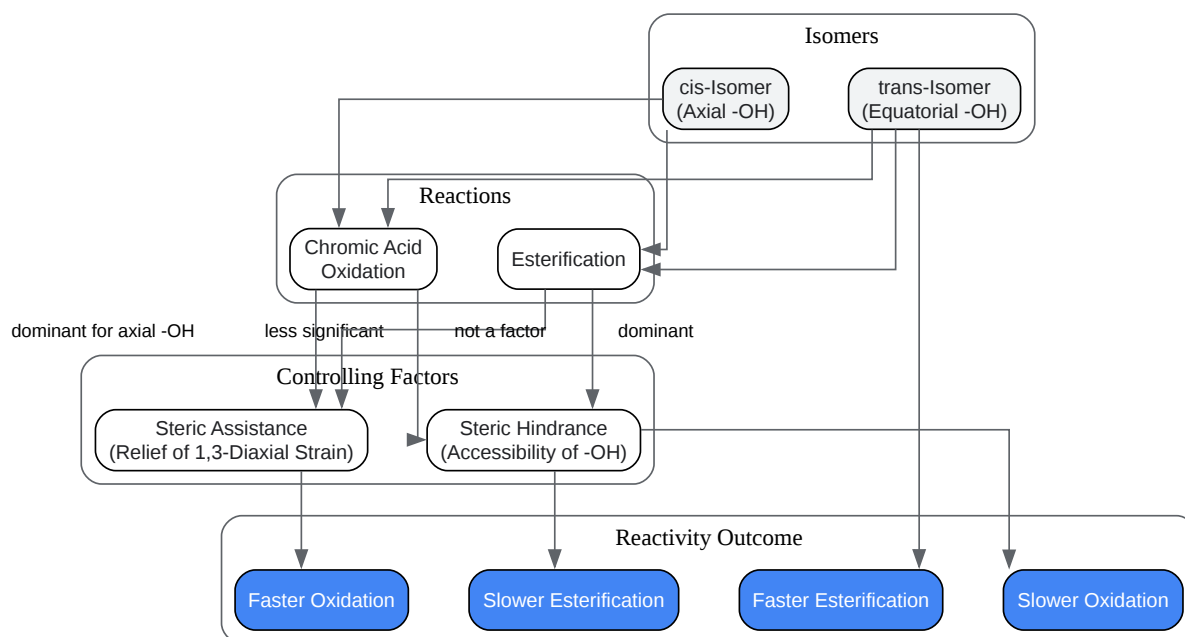 Isomers
cis-Isomer
(Axial -OH)
trans-Isomer
(Equatorial -OH)
Reactions
Chromic Acid
Oxidation
Esterification
dominant for axial -OH
less significant
not a factor
dominant
Controlling Factors
Steric Assistance
(Relief of 1,3-Diaxial Strain)
Steric Hindrance
(Accessibility of -OH)
Reactivity Outcome
Faster Oxidation
Slower Esterification
Faster Esterification
Slower Oxidation